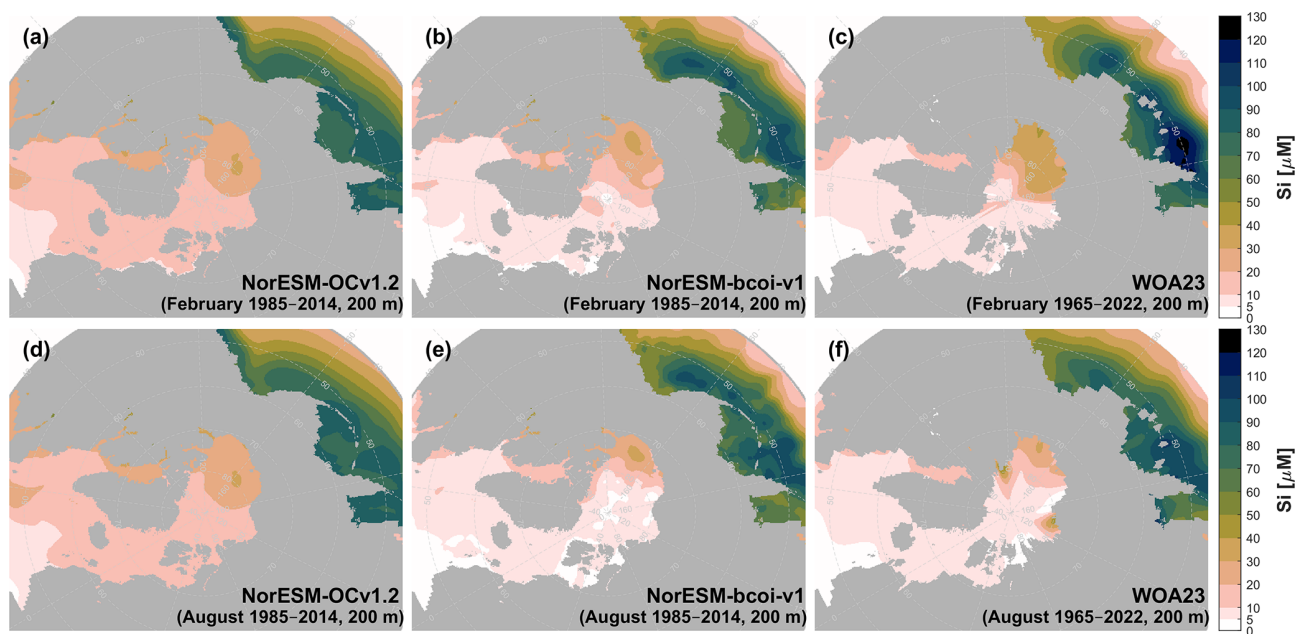 (a)
(b)
(c)
NorESM-OCv1.2
(February 1985–2014, 200 m)
NorESM-bcoi-v1
(February 1985–2014, 200 m)
WOA23
(February 1965–2022, 200 m)
130
120
110
100
90
80
70
60
50
40
30
20
10
5
0
Si [μM]
(d)
(e)
(f)
NorESM-OCv1.2
(August 1985–2014, 200 m)
NorESM-bcoi-v1
(August 1985–2014, 200 m)
WOA23
(August 1965–2022, 200 m)
130
120
110
100
90
80
70
60
50
40
30
20
10
5
0
Si [μM]